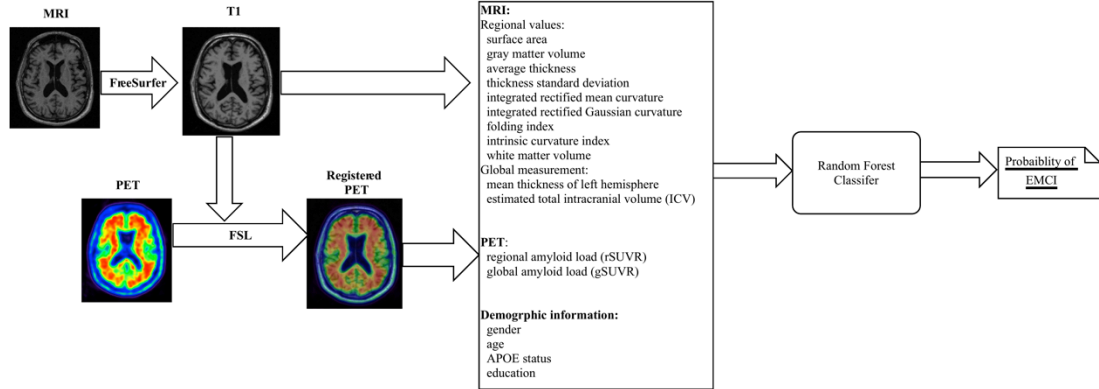 MRI
FreeSurfer
T1
PET
FSL
Registered
PET
MRI:
Regional values:
surface area
gray matter volume
average thickness
thickness standard deviation
integrated rectified mean curvature
integrated rectified Gaussian curvature
folding index
intrinsic curvature index
white matter volume
Global measurement:
mean thickness of left hemisphere
estimated total intracranial volume (ICV)
PET:
regional amyloid load (rSUVR)
global amyloid load (gSUVR)
Demogrphic information:
gender
age
APOE status
education
Random Forest
Classifer
Probaiblity of
EMCI